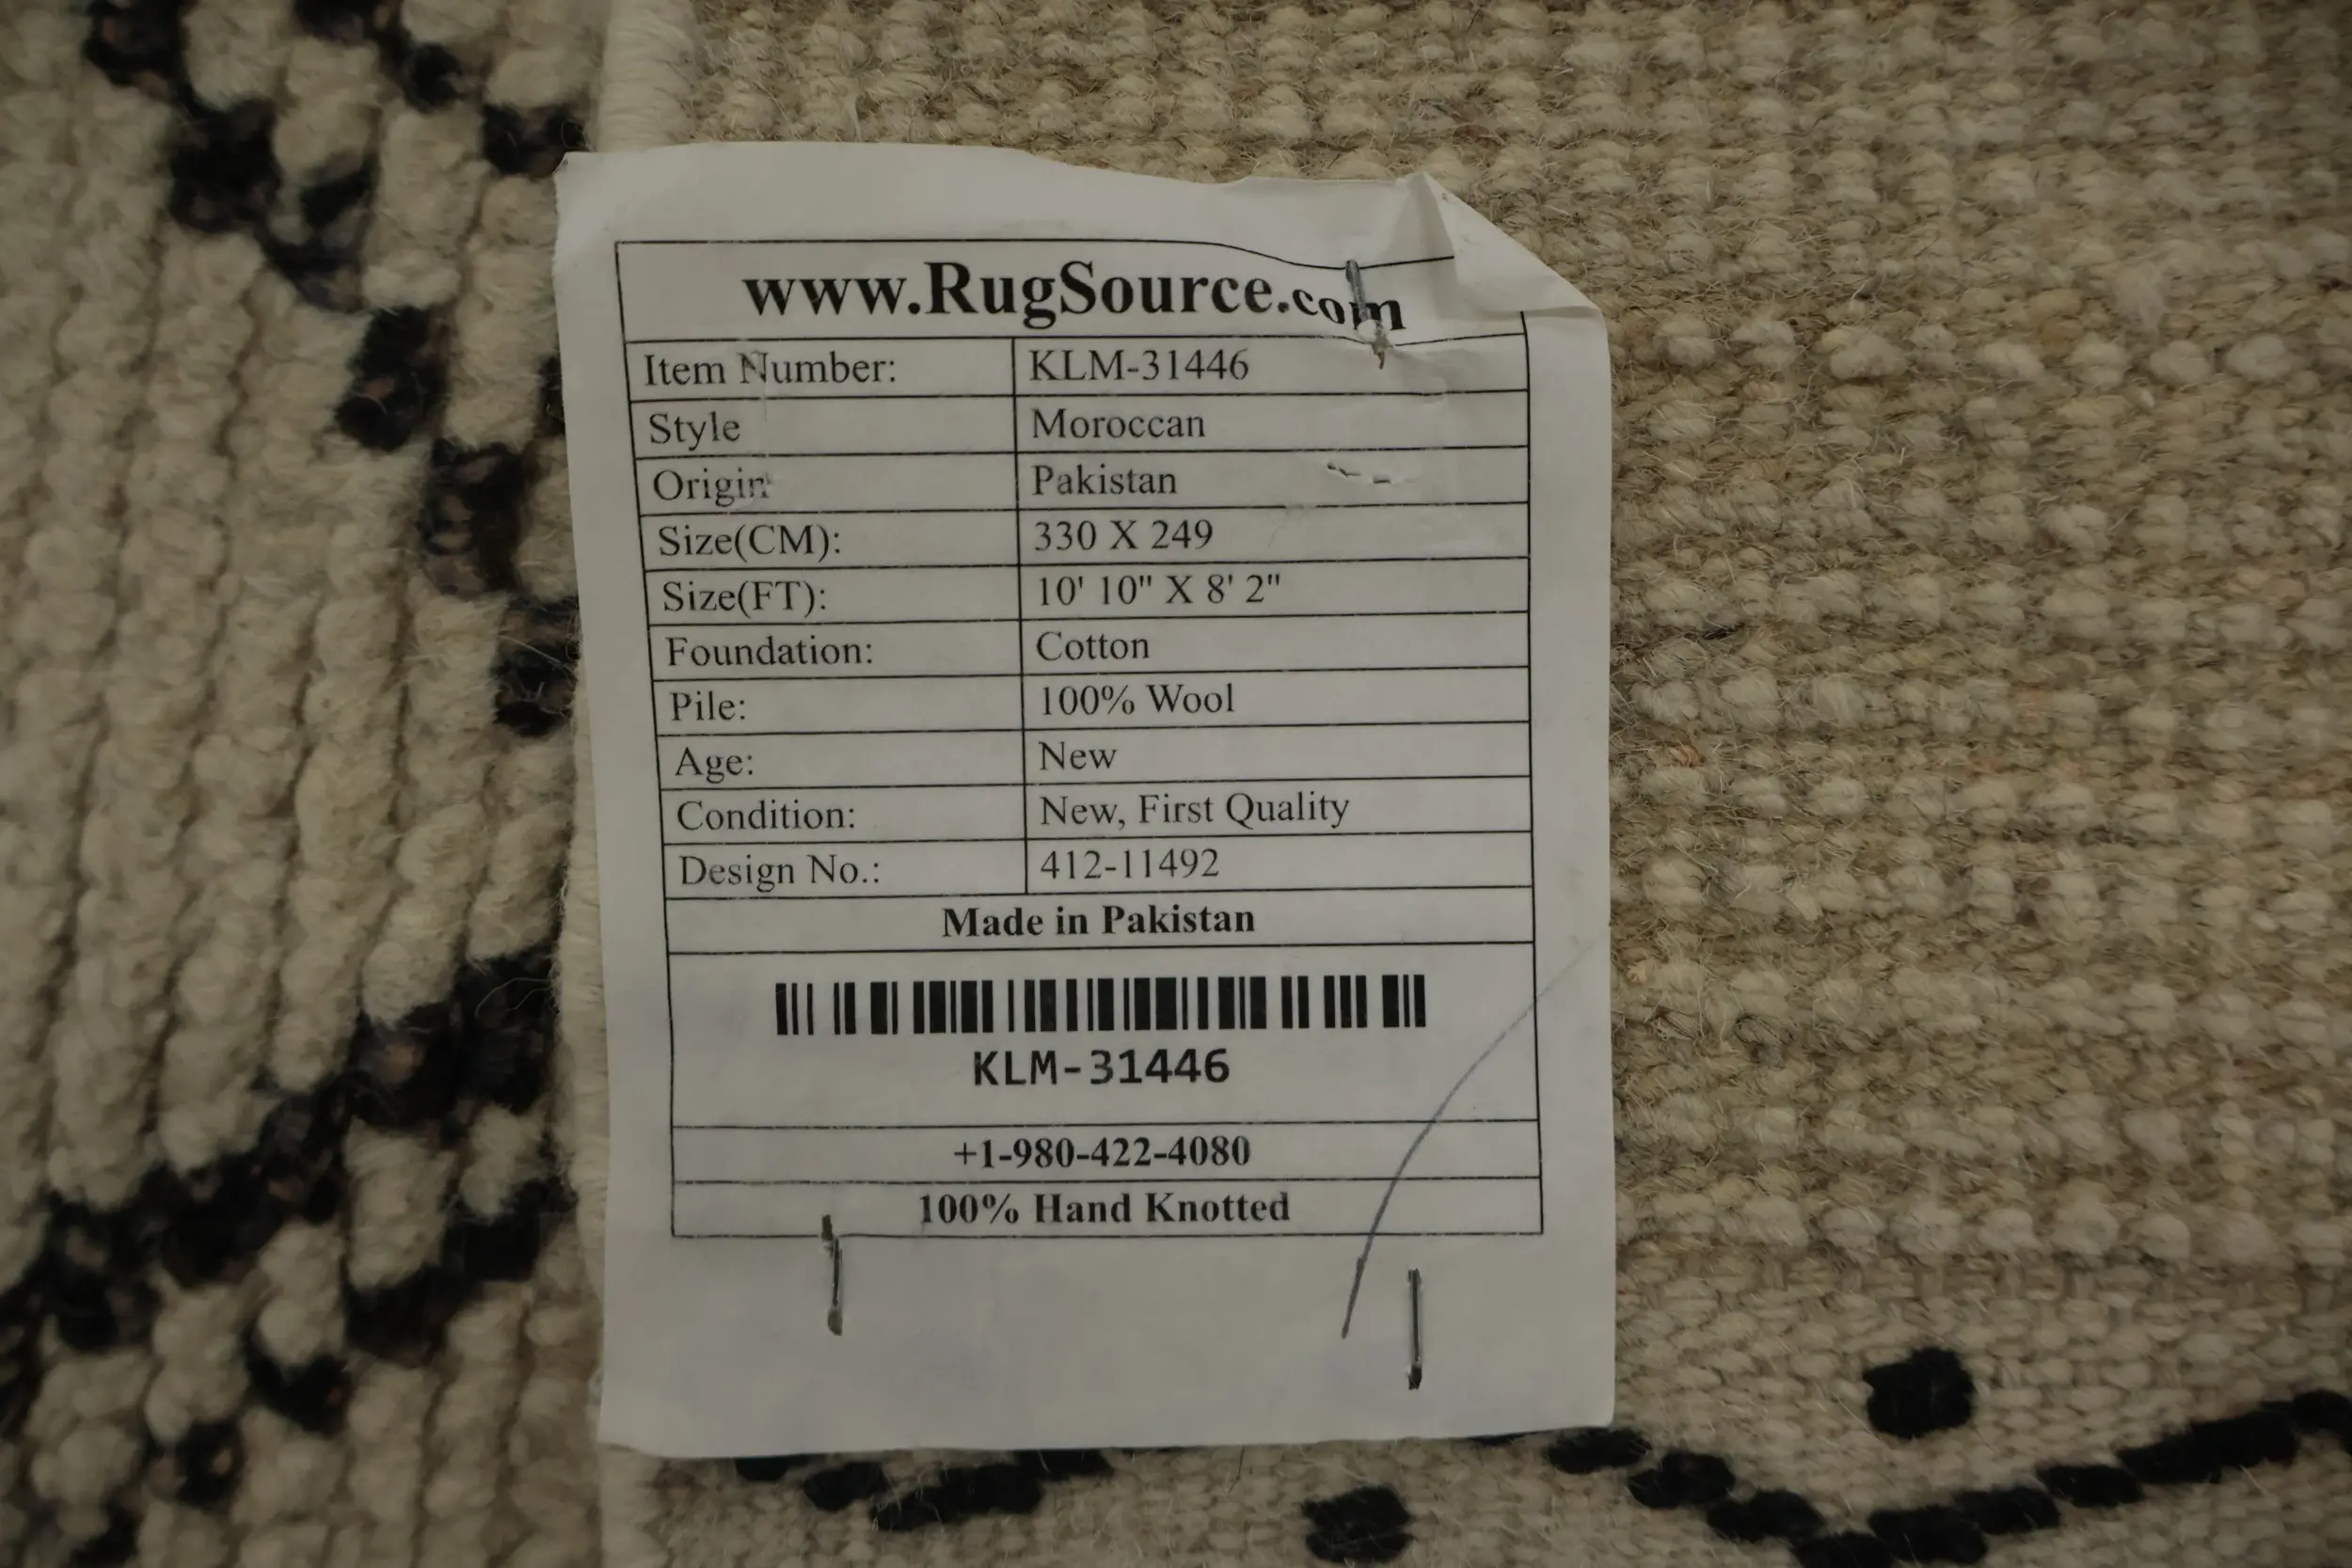 www.RugSource.com
Item Number: KLM-31446
Style Moroccan
Origin Pakistan
Size(CM): 330 X 249
Size(FT): 10' 10" X 8' 2"
Foundation: Cotton
Pile: 100% Wool
Age: New
Condition: New, First Quality
Design No.: 412-11492
Made in Pakistan
KLM-31446
+1-980-422-4080
100% Hand Knotted